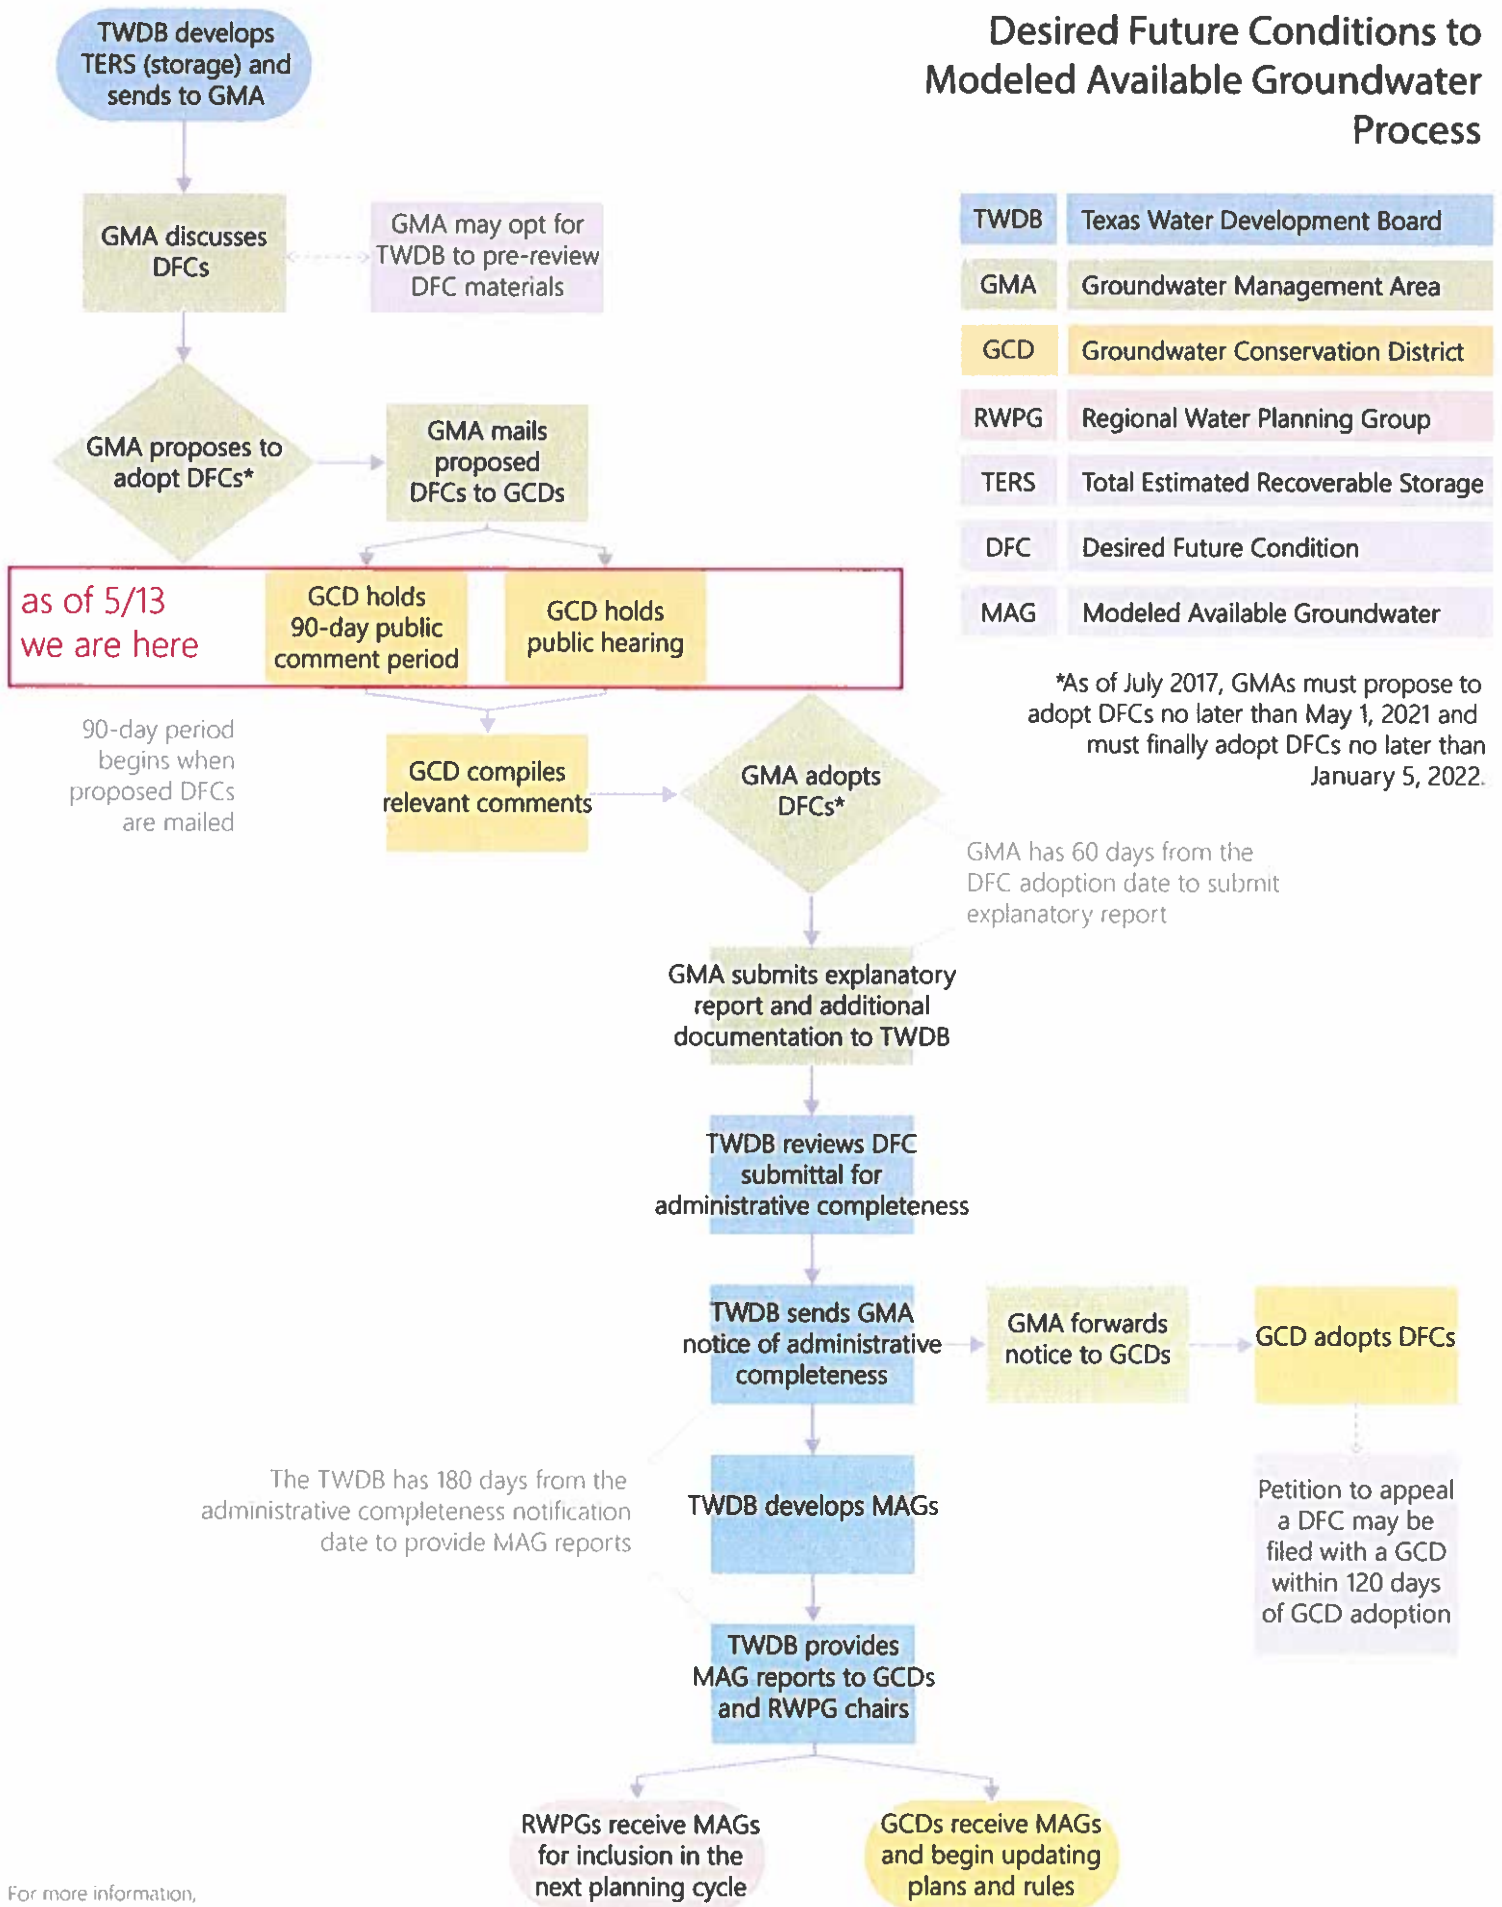 Desired Future Conditions to
Modeled Available Groundwater
Process
TWDB develops
TERS (storage) and
sends to GMA
GMA discusses
DFCs
GMA may opt for
TWDB to pre-review
DFC materials
TWDB Texas Water Development Board
GMA Groundwater Management Area
GCD Groundwater Conservation District
RWPG Regional Water Planning Group
TERS Total Estimated Recoverable Storage
DFC Desired Future Condition
MAG Modeled Available Groundwater
*As of July 2017, GMAs must propose to
adopt DFCs no later than May 1, 2021 and
must finally adopt DFCs no later than
January 5, 2022.
GMA proposes to
adopt DFCs*
GMA mails
proposed
DFCs to GCDs
as of 5/13
we are here
GCD holds
90-day public
comment period
GCD holds
public hearing
90-day period
begins when
proposed DFCs
are mailed
GCD compiles
relevant comments
GMA adopts
DFCs*
GMA has 60 days from the
DFC adoption date to submit
explanatory report
GMA submits explanatory
report and additional
documentation to TWDB
TWDB reviews DFC
submittal for
administrative completeness
TWDB sends GMA
notice of administrative
completeness
GMA forwards
notice to GCDs
GCD adopts DFCs
The TWDB has 180 days from the
administrative completeness notification
date to provide MAG reports
TWDB develops MAGs
Petition to appeal
a DFC may be
filed with a GCD
within 120 days
of GCD adoption
TWDB provides
MAG reports to GCDs
and RWPG chairs
RWPGs receive MAGs
for inclusion in the
next planning cycle
GCDs receive MAGs
and begin updating
plans and rules
For more information,